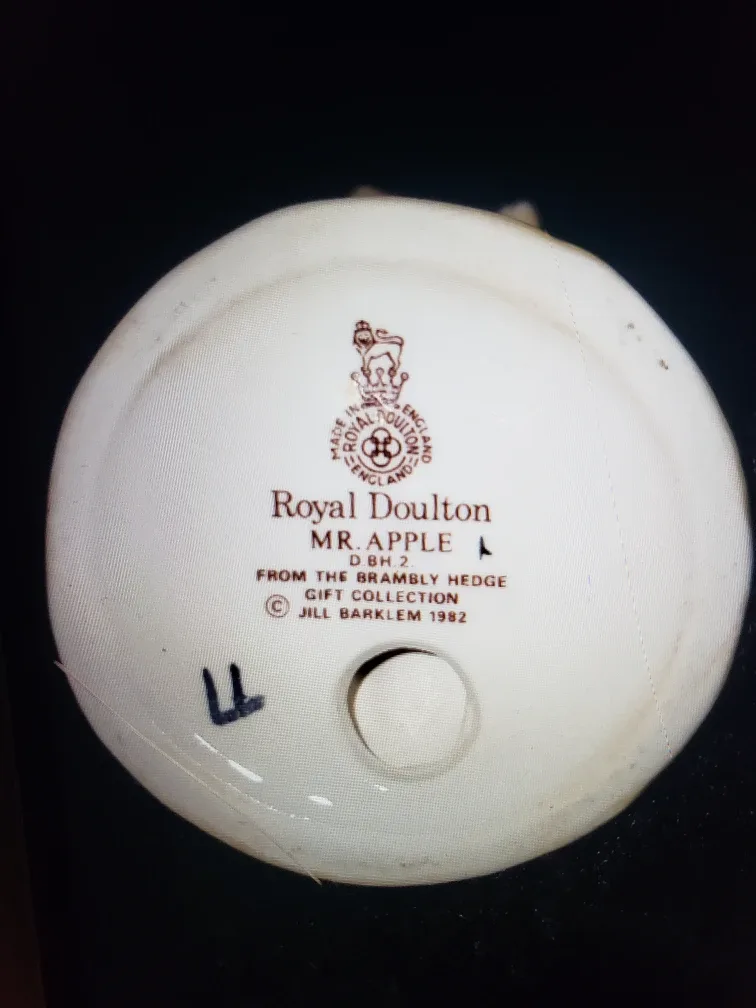 MADE IN ENGLAND
ROYAL DOULTON
ENGLAND
Royal Doulton
MR. APPLE
D.BH.2.
FROM THE BRAMBLY HEDGE
GIFT COLLECTION
© JILL BARKLEM 1982